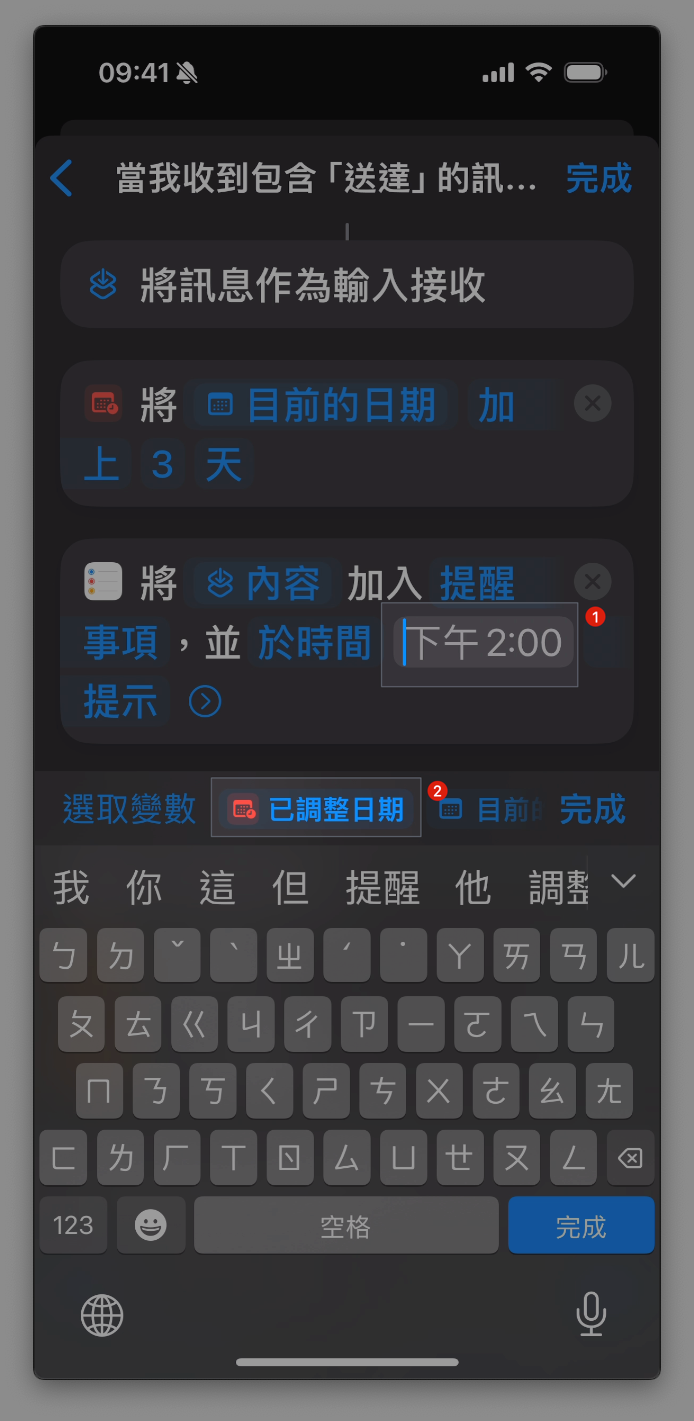 09:41
當我收到包含「送達」的訊... 完成
將訊息作為輸入接收
將 目前的日期 加
上 3 天
將 內容 加入 提醒
事項，並 於時間 下午 2:00 1
提示
選取變數 已調整日期 2 目前的 完成
我 你 這 但 提醒 他 調整
ㄅ ㄉ ˇ ˋ ㄓ ˊ ˙ ㄚ ㄞ ㄢ ㄦ
ㄆ ㄊ ㄍ ㄐ ㄔ ㄗ ㄧ ㄛ ㄟ ㄣ
ㄇ ㄋ ㄎ ㄑ ㄕ ㄘ ㄨ ㄜ ㄠ ㄤ
ㄈ ㄌ ㄏ ㄒ ㄖ ㄙ ㄩ ㄝ ㄡ ㄥ
123 空格 完成